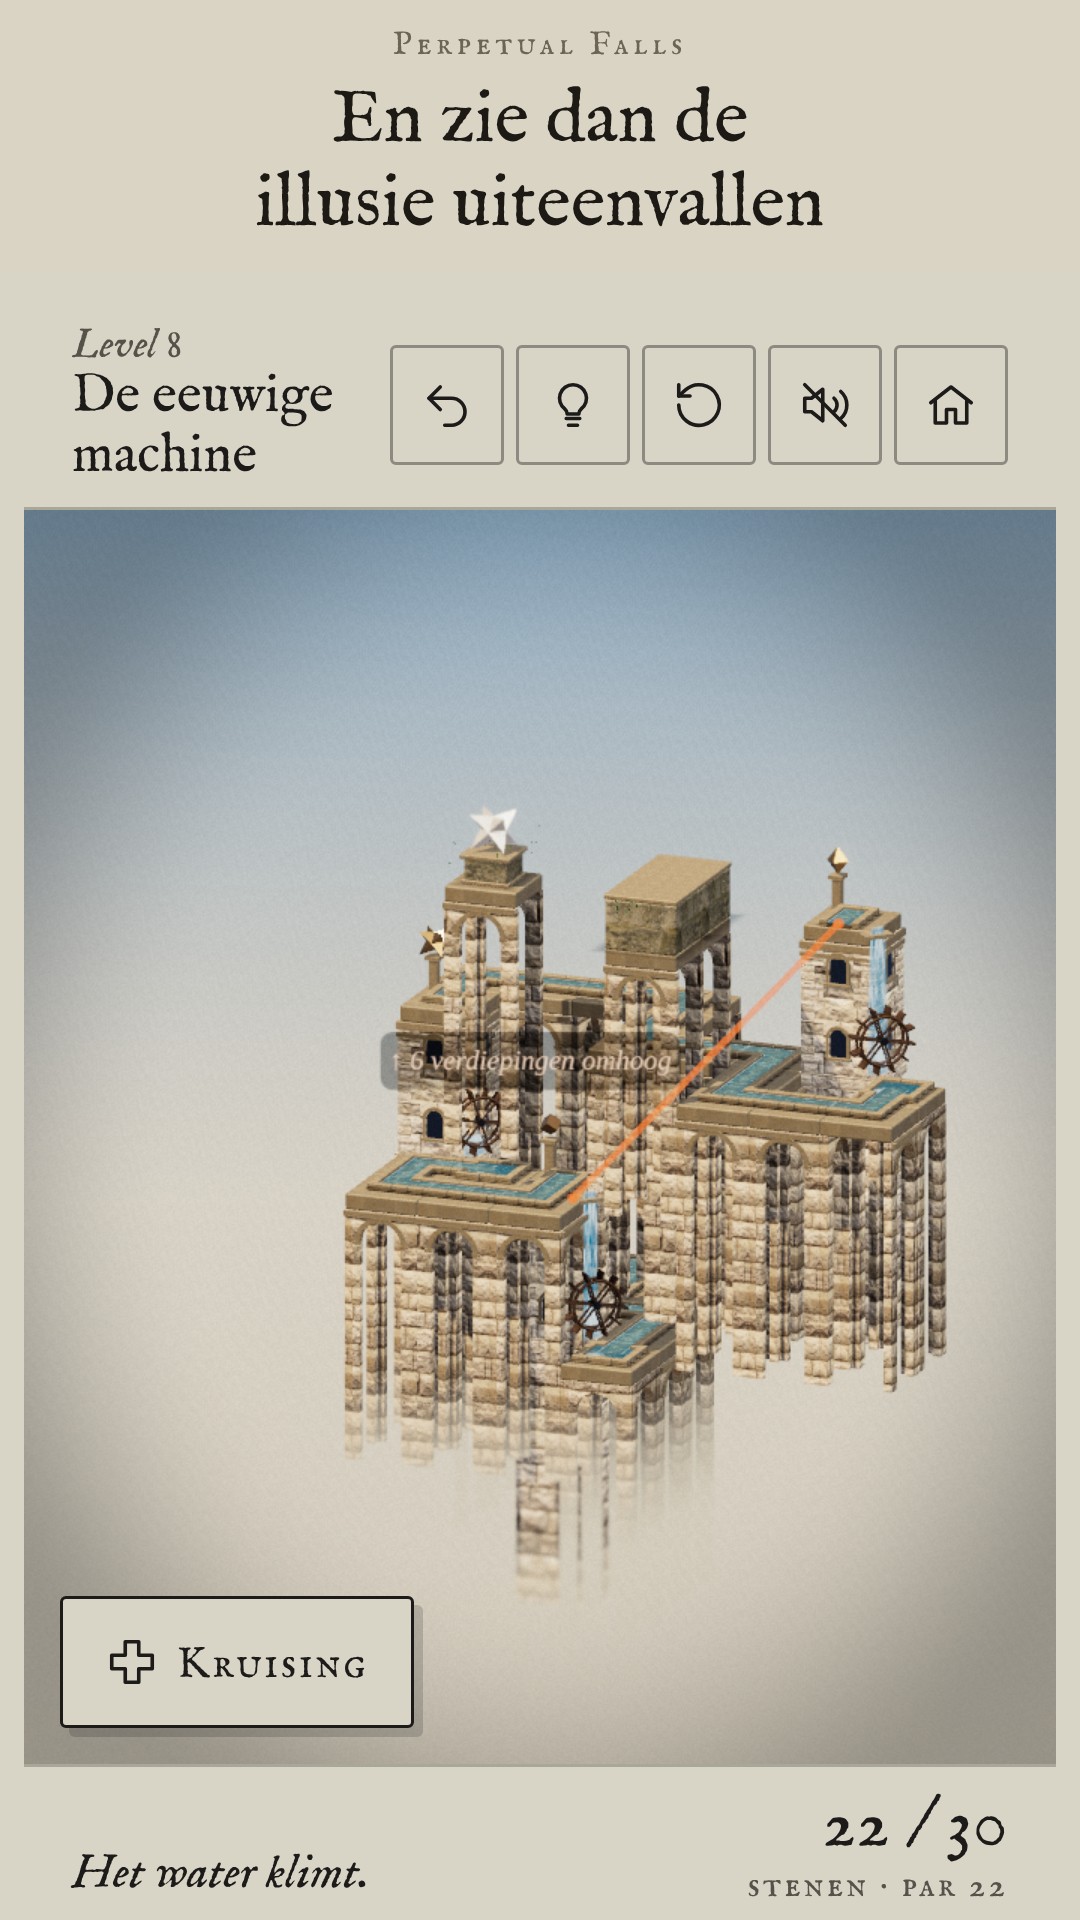 Perpetual Falls
En zie dan de
illusie uiteenvallen
Level 8
De eeuwige
machine
↑ 6 verdiepingen omhoog
Kruising
Het water klimt.
22 / 30
STENEN · PAR 22